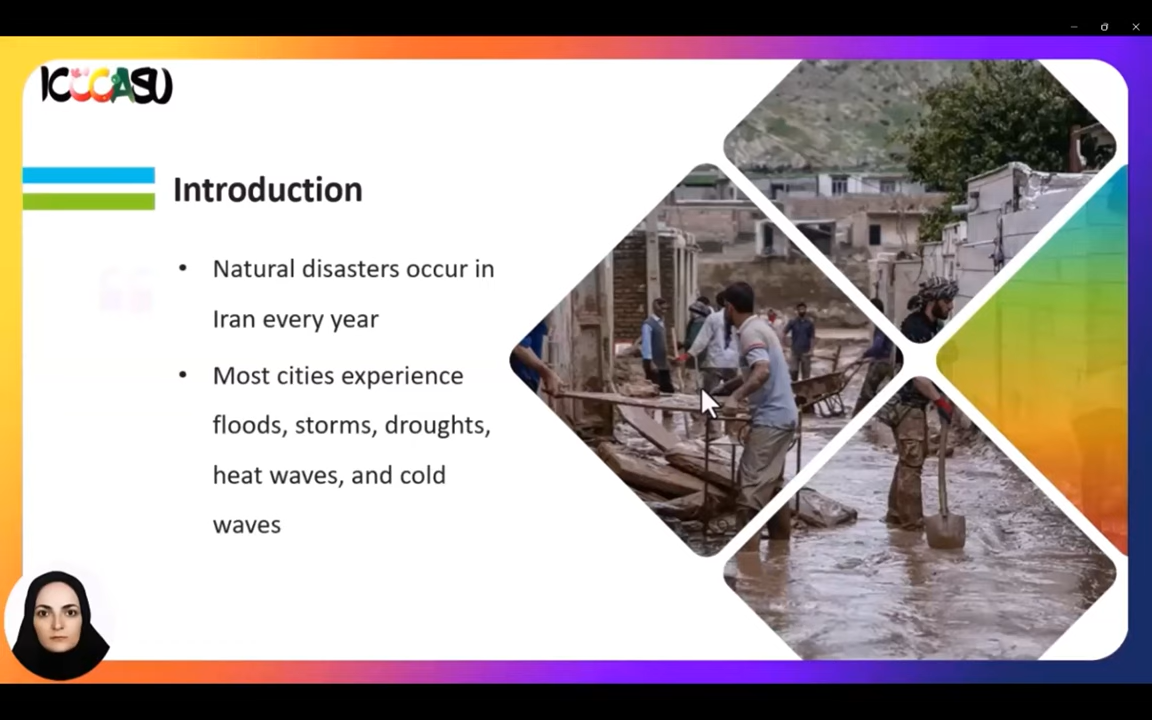 ICCCASU
Introduction
• Natural disasters occur in
Iran every year
• Most cities experience
floods, storms, droughts,
heat waves, and cold
waves